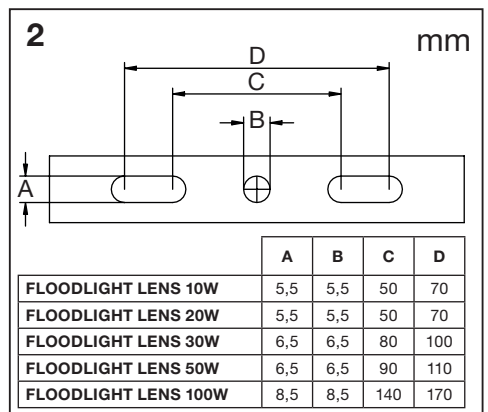 2 mm
D
C
B
A
A B C D
FLOODLIGHT LENS 10W 5,5 5,5 50 70
FLOODLIGHT LENS 20W 5,5 5,5 50 70
FLOODLIGHT LENS 30W 6,5 6,5 80 100
FLOODLIGHT LENS 50W 6,5 6,5 90 110
FLOODLIGHT LENS 100W 8,5 8,5 140 170